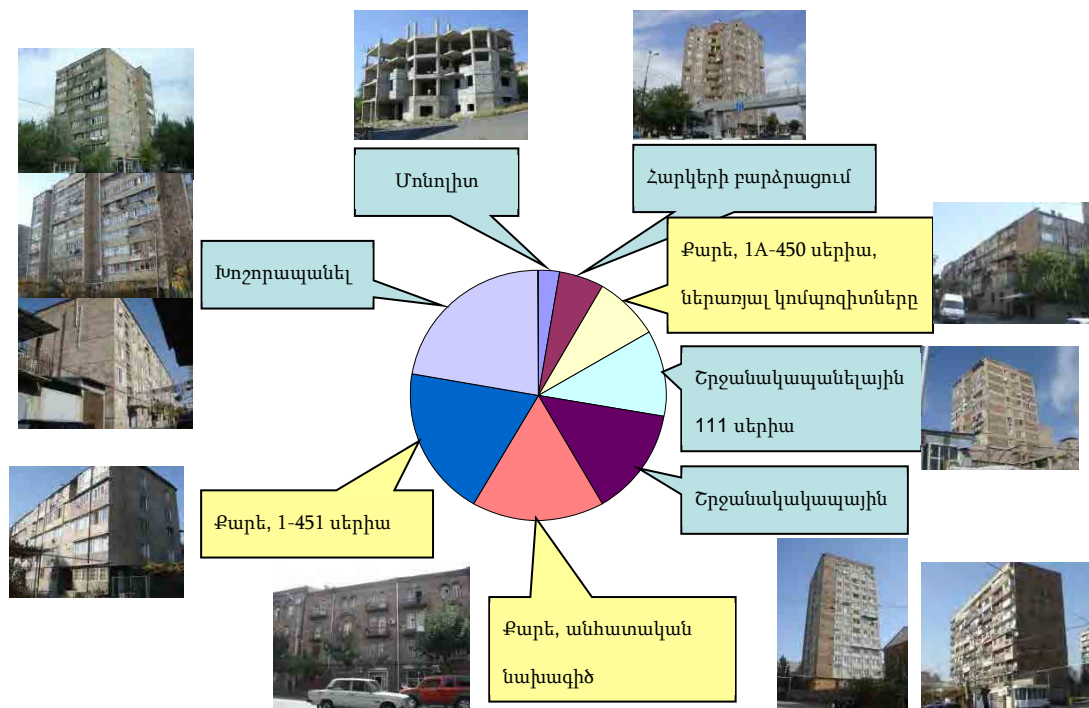 Մոնոլիտ
Հարկերի բարձրացում
Քարե, 1Ա-450 սերիա,
ներառյալ կոմպոզիտները
Խոշորապանել
Շրջանակապանելային
111 սերիա
Շրջանակակապային
Քարե, 1-451 սերիա
Քարե, անհատական
նախագիծ